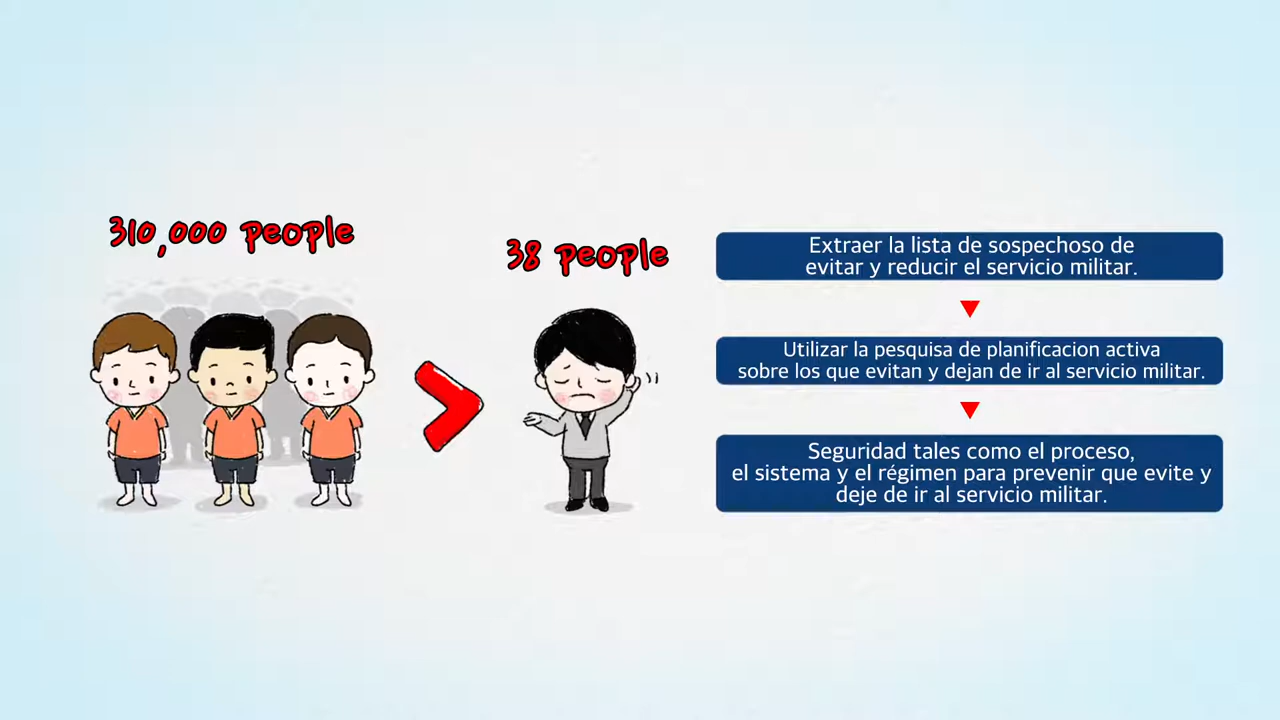 310,000 people
38 people
Extraer la lista de sospechoso de
evitar y reducir el servicio militar.
Utilizar la pesquisa de planificacion activa
sobre los que evitan y dejan de ir al servicio militar.
Seguridad tales como el proceso,
el sistema y el régimen para prevenir que evite y
deje de ir al servicio militar.